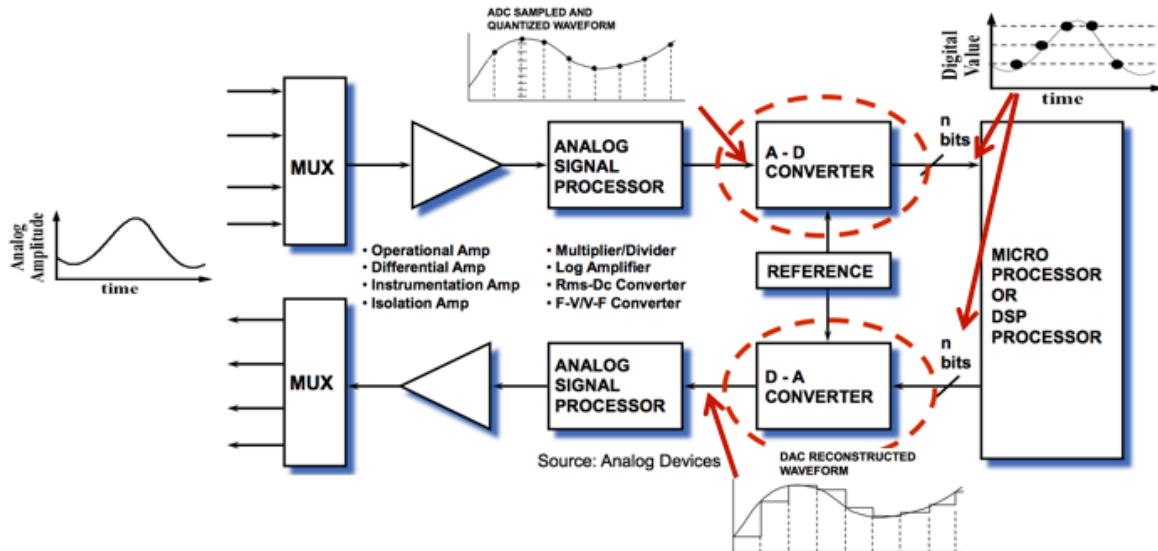 ADC SAMPLED AND
QUANTIZED WAVEFORM
Digital
Value
time
n
bits
MUX
ANALOG
SIGNAL
PROCESSOR
A - D
CONVERTER
Analog
Amplitude
time
• Operational Amp
• Differential Amp
• Instrumentation Amp
• Isolation Amp
• Multiplier/Divider
• Log Amplifier
• Rms-Dc Converter
• F-V/V-F Converter
REFERENCE
MICRO
PROCESSOR
OR
DSP
PROCESSOR
n
bits
MUX
ANALOG
SIGNAL
PROCESSOR
D - A
CONVERTER
Source: Analog Devices
DAC RECONSTRUCTED
WAVEFORM